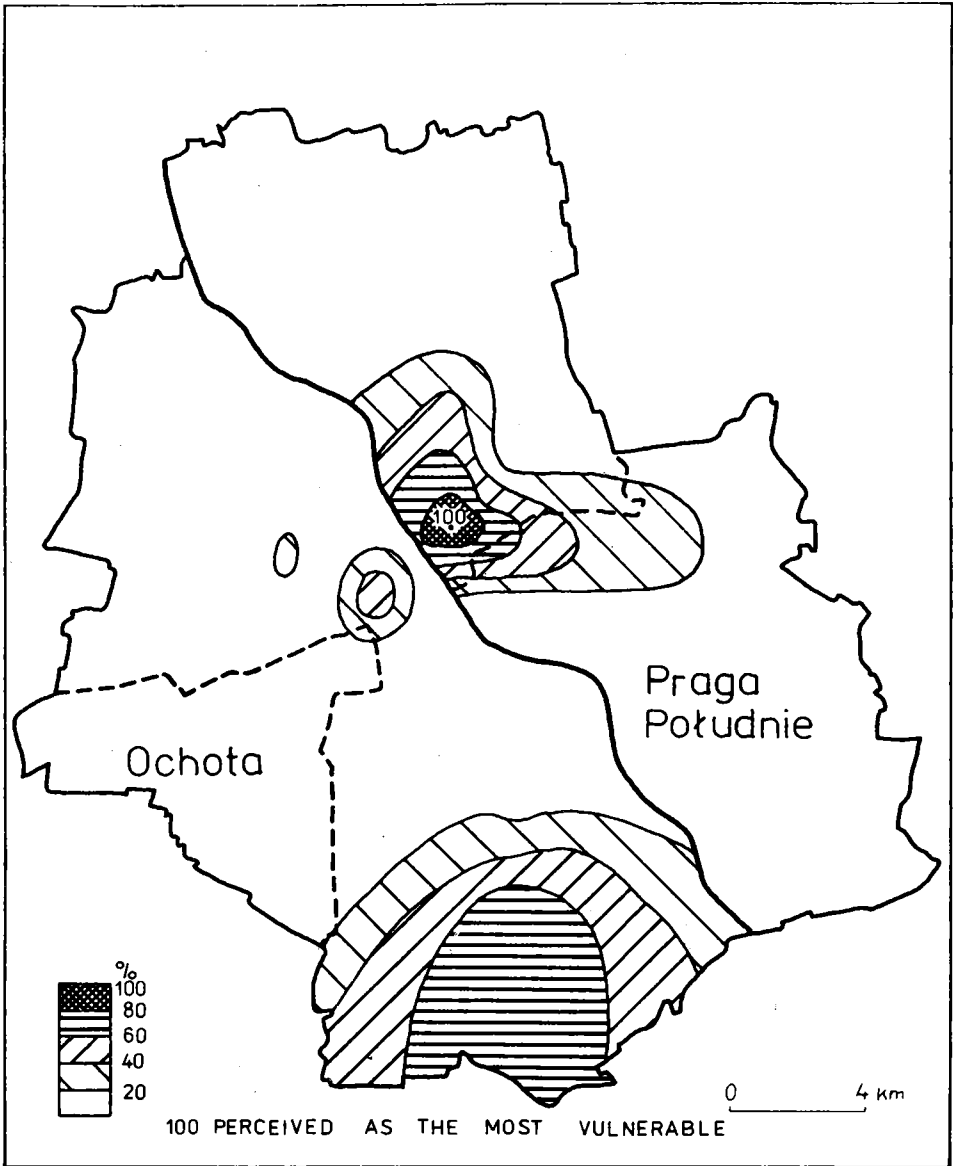 100
Praga
Południe
Ochota
%
100
80
60
40
20
0 4 km
100 PERCEIVED AS THE MOST VULNERABLE